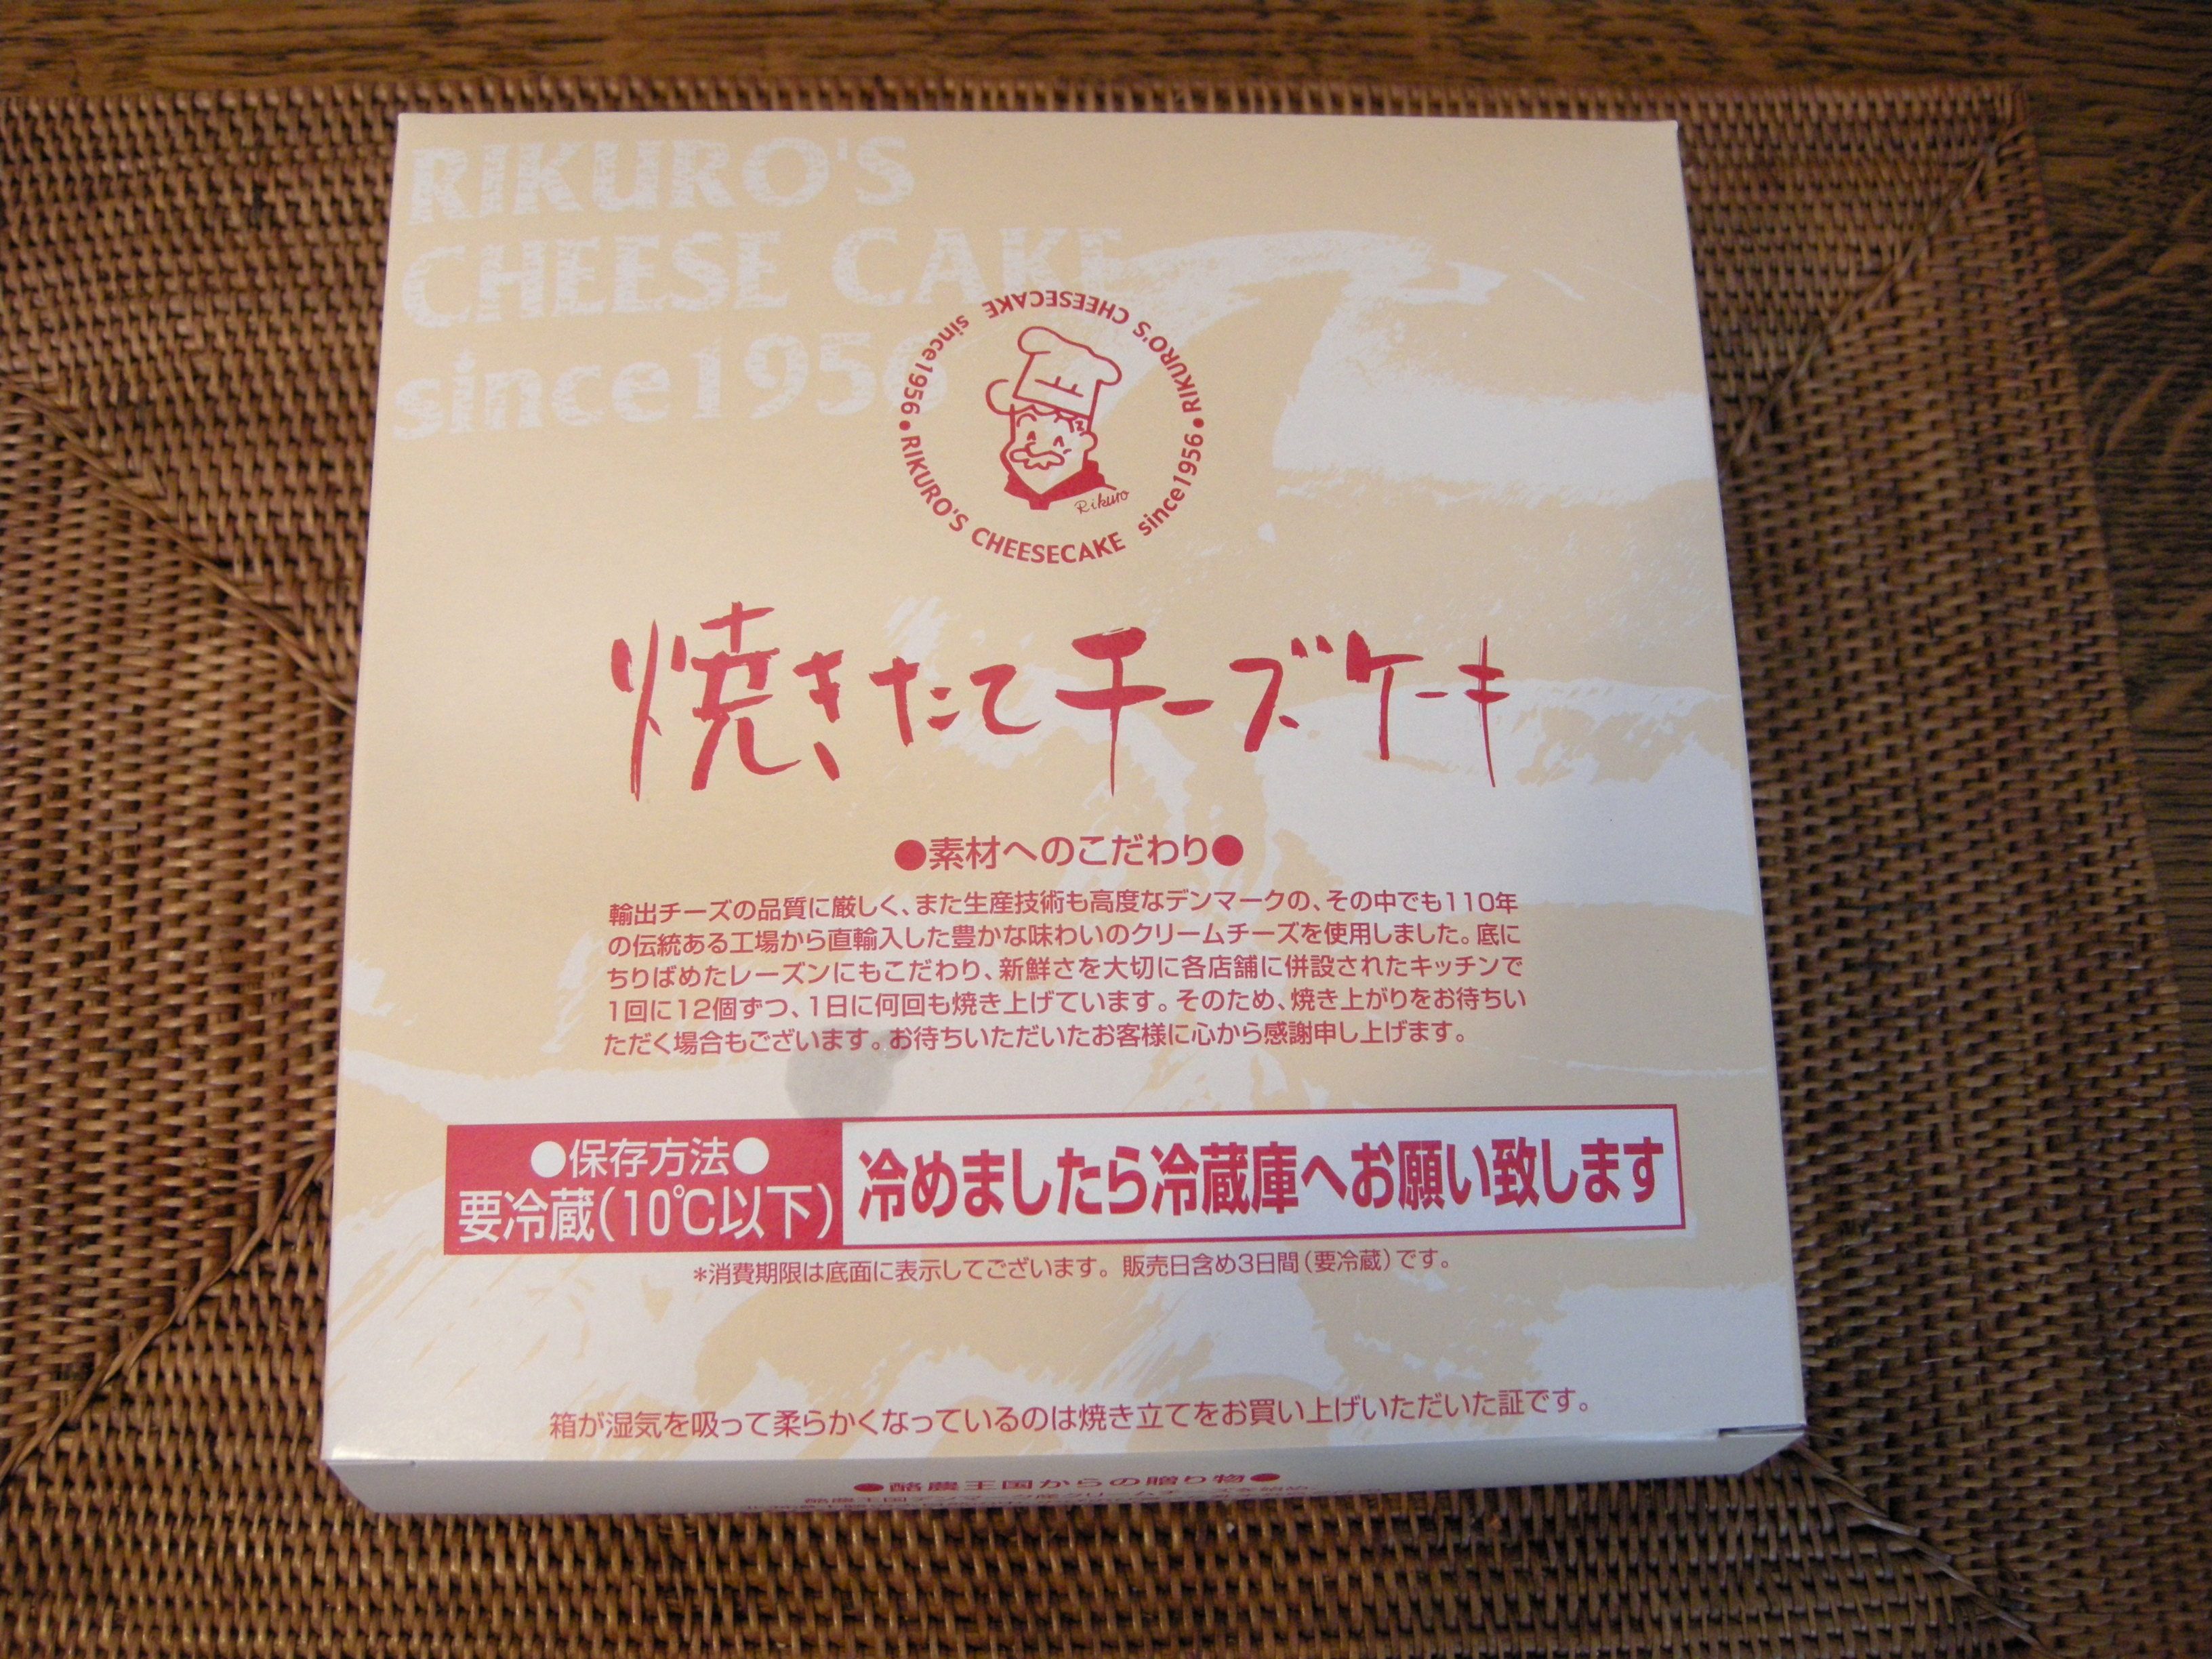 RIKURO'S
CHEESE CAKE
since1956
RIKURO'S CHEESECAKE since1956
RIKURO'S CHEESECAKE since1956
Rikuro
焼きたてチーズケーキ
●素材へのこだわり●
輸出チーズの品質に厳しく、また生産技術も高度なデンマークの、その中でも110年
の伝統ある工場から直輸入した豊かな味わいのクリームチーズを使用しました。底に
ちりばめたレーズンにもこだわり、新鮮さを大切に各店舗に併設されたキッチンで
1回に12個ずつ、1日に何回も焼き上げています。そのため、焼き上がりをお待ちい
ただく場合もございます。お待ちいただいたお客様に心から感謝申し上げます。
●保存方法●
要冷蔵(10℃以下)
冷めましたら冷蔵庫へお願い致します
*消費期限は底面に表示してございます。販売日含め3日間(要冷蔵)です。
箱が湿気を吸って柔らかくなっているのは焼き立てをお買い上げいただいた証です。
●酪農王国からの贈り物●